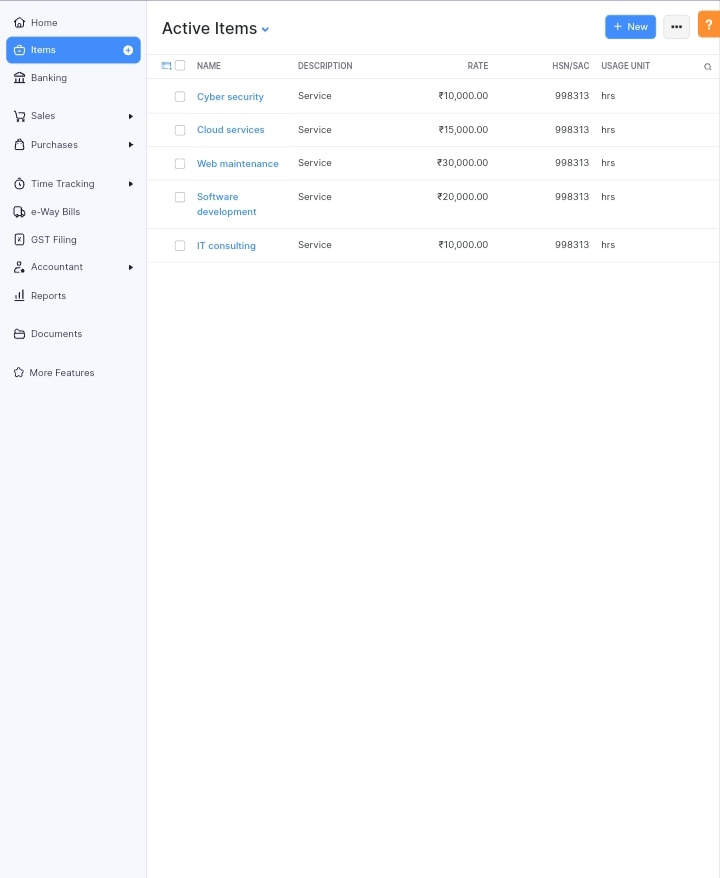 Home
Items
Banking
Sales
Purchases
Time Tracking
e-Way Bills
GST Filing
Accountant
Reports
Documents
More Features
Active Items
+ New
•••
?
NAME DESCRIPTION RATE HSN/SAC USAGE UNIT
Cyber security Service ₹10,000.00 998313 hrs
Cloud services Service ₹15,000.00 998313 hrs
Web maintenance Service ₹30,000.00 998313 hrs
Software Service ₹20,000.00 998313 hrs
development
IT consulting Service ₹10,000.00 998313 hrs